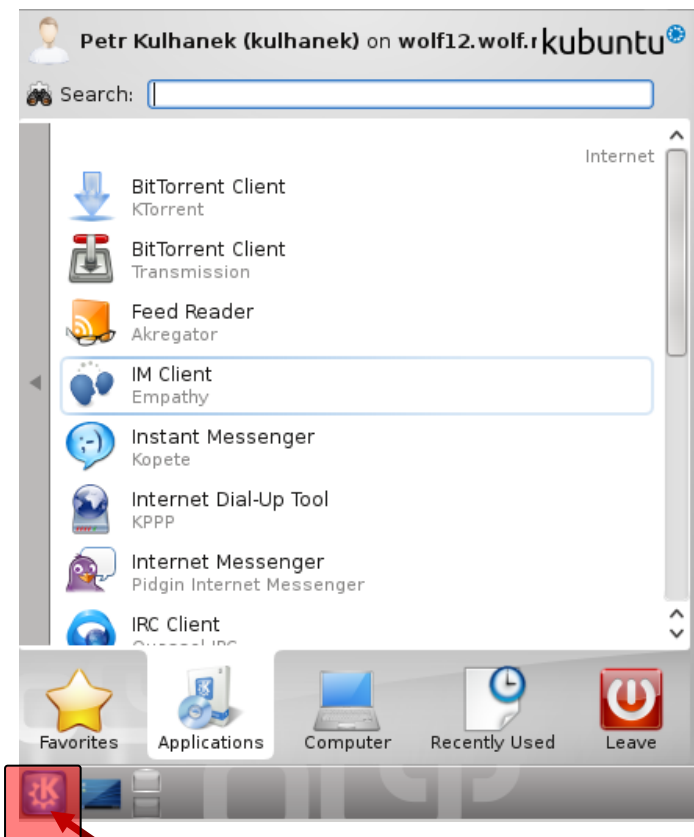 Petr Kulhanek (kulhanek) on wolf12.wolf.r kubuntu
Search:
Internet
BitTorrent Client
KTorrent
BitTorrent Client
Transmission
Feed Reader
Akregator
IM Client
Empathy
Instant Messenger
Kopete
Internet Dial-Up Tool
KPPP
Internet Messenger
Pidgin Internet Messenger
IRC Client
Favorites Applications Computer Recently Used Leave